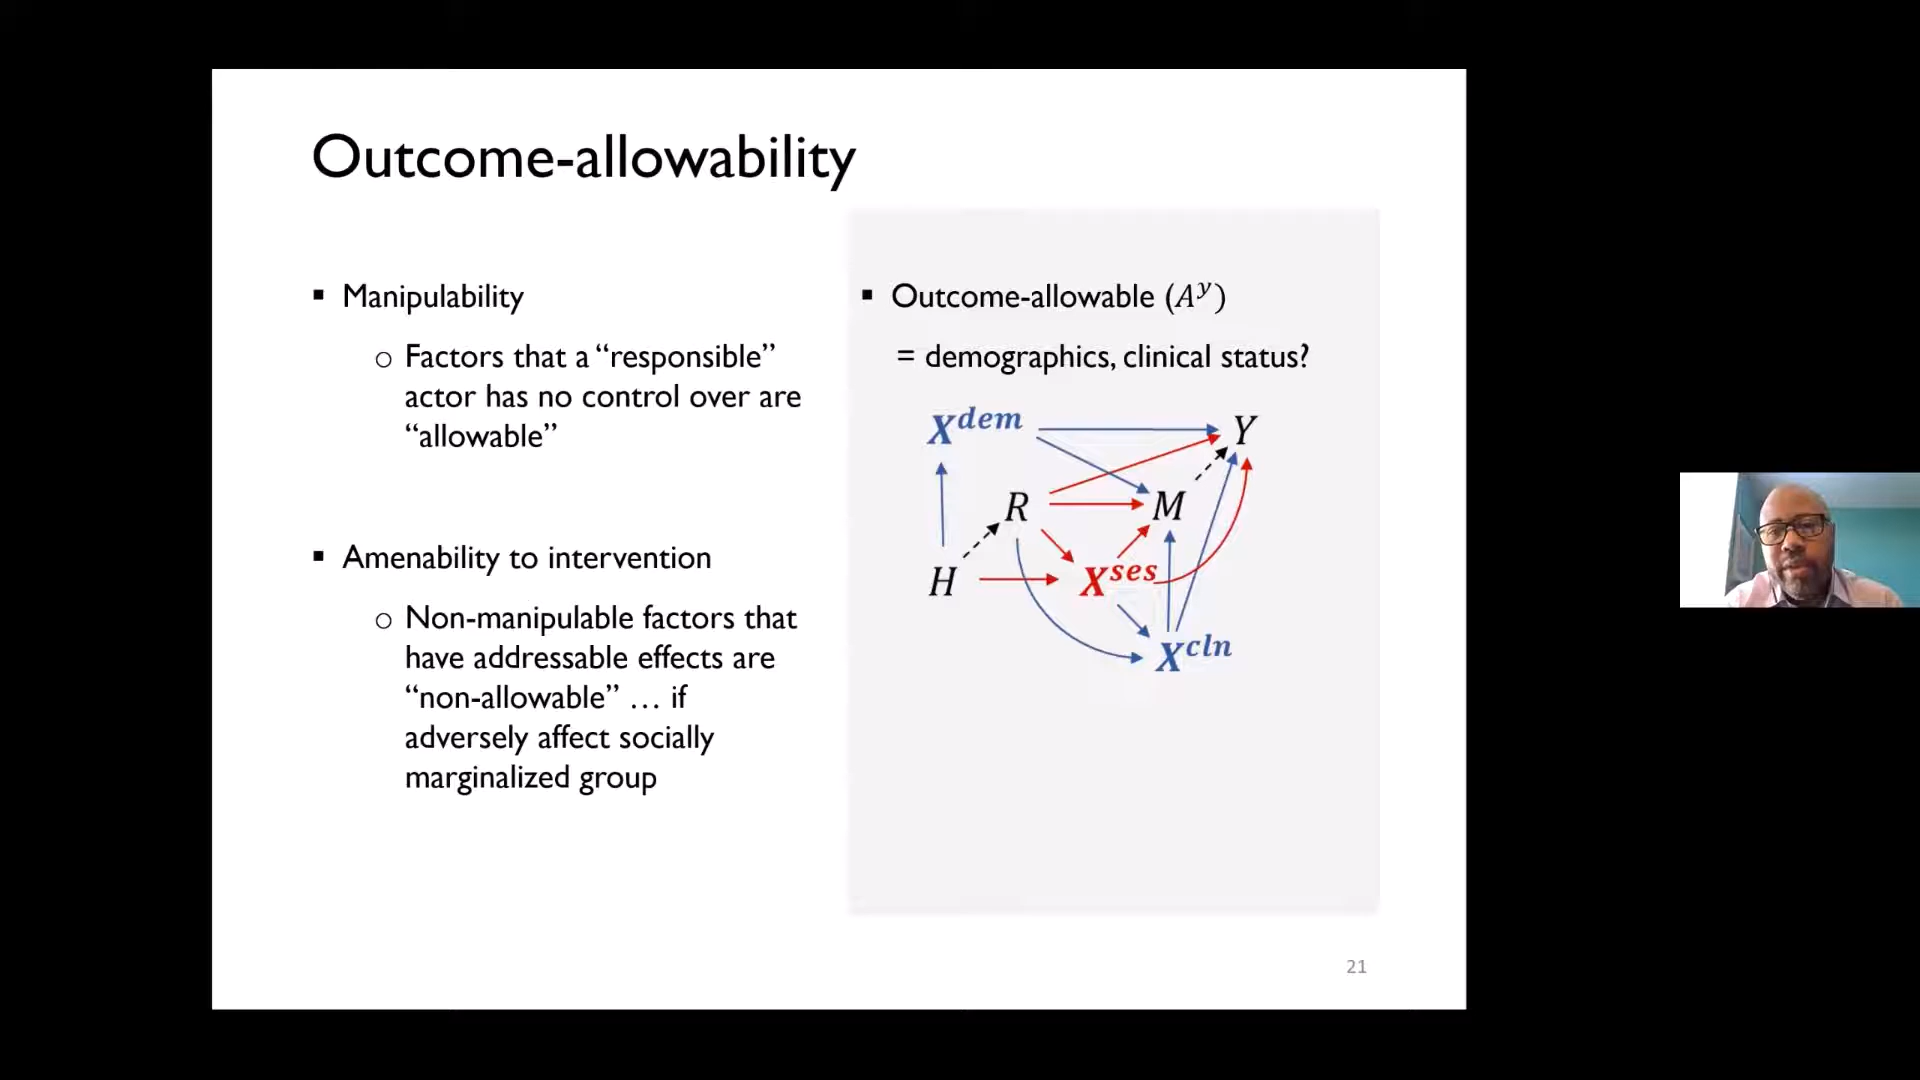 Outcome-allowability
▪ Manipulability
o Factors that a “responsible”
actor has no control over are
“allowable”
▪ Amenability to intervention
o Non-manipulable factors that
have addressable effects are
“non-allowable” … if
adversely affect socially
marginalized group
▪ Outcome-allowable (Aʸ)
= demographics, clinical status?
X^dem
Y
R
M
H
X^ses
X^cln
21